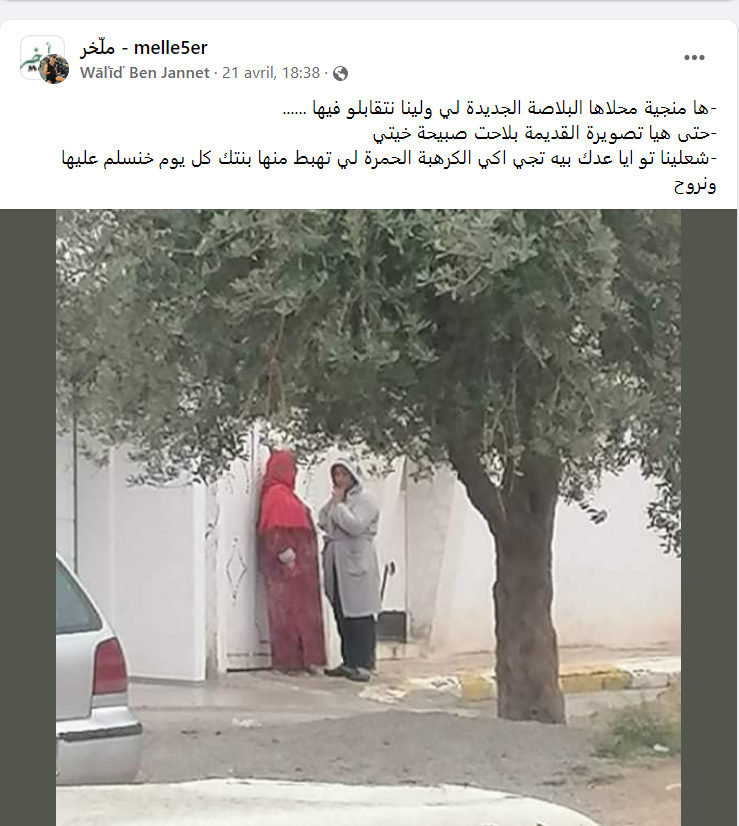 ملّخر - melle5er
Wãlïď Ben Jannet · 21 avril, 18:38 ·
-ها منجية محلاها البلاصة الجديدة لي ولينا نتقابلو فيها ......
-حتى هيا تصويرة القديمة بلاحت صبيحة خيتي
-شعلينا تو ايا عدك بيه تجي اكي الكرهبة الحمرة لي تهبط منها بنتك كل يوم خنسلم عليها
ونروح